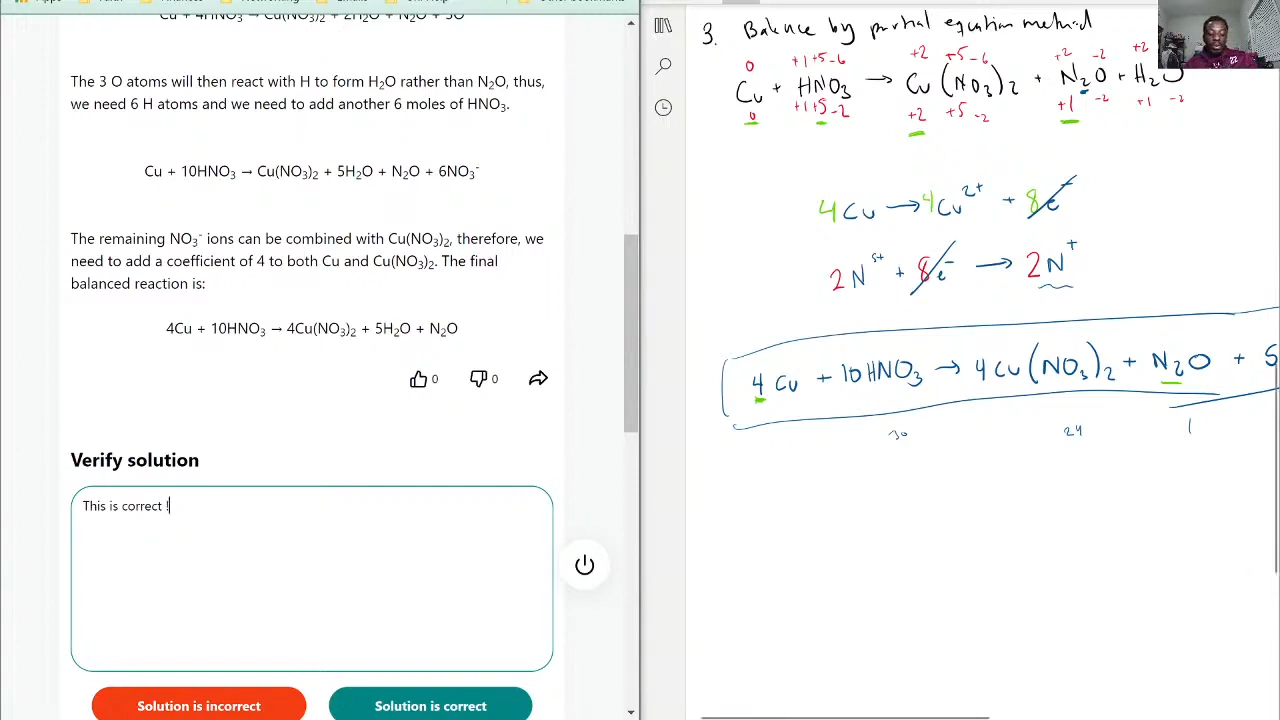 Cu + 4HNO₃ → Cu(NO₃)₂ + 2H₂O + N₂O + 3O
The 3 O atoms will then react with H to form H₂O rather than N₂O, thus,
we need 6 H atoms and we need to add another 6 moles of HNO₃.
Cu + 10HNO₃ → Cu(NO₃)₂ + 5H₂O + N₂O + 6NO₃⁻
The remaining NO₃⁻ ions can be combined with Cu(NO₃)₂, therefore, we
need to add a coefficient of 4 to both Cu and Cu(NO₃)₂. The final
balanced reaction is:
4Cu + 10HNO₃ → 4Cu(NO₃)₂ + 5H₂O + N₂O
0 0
Verify solution
This is correct !
Solution is incorrect Solution is correct
3. Balance by partial equation method
0 +1 +5 -6 +2 +5 -6 +2 -2 +2
Cu + HNO₃ → Cu(NO₃)₂ + N₂O + H₂O
0 +1 +5 -2 +2 +5 -2 +1 -2 +1 -2
4Cu → 4Cu²⁺ + 8e⁻
2N⁵⁺ + 8e⁻ → 2N⁺
4Cu + 10HNO₃ → 4Cu(NO₃)₂ + N₂O + 5
30 24 1